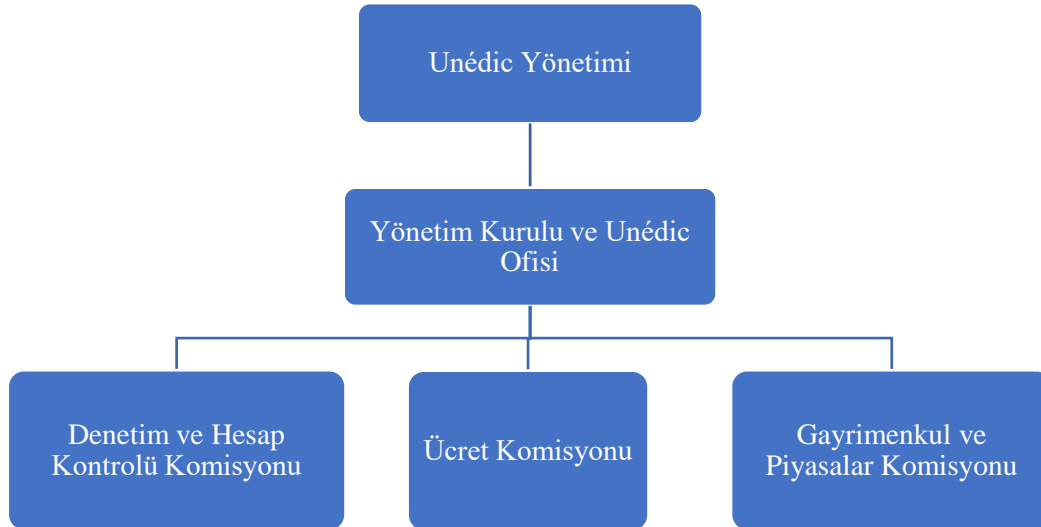 Unédic Yönetimi
Yönetim Kurulu ve Unédic
Ofisi
Denetim ve Hesap
Kontrolü Komisyonu
Ücret Komisyonu
Gayrimenkul ve
Piyasalar Komisyonu